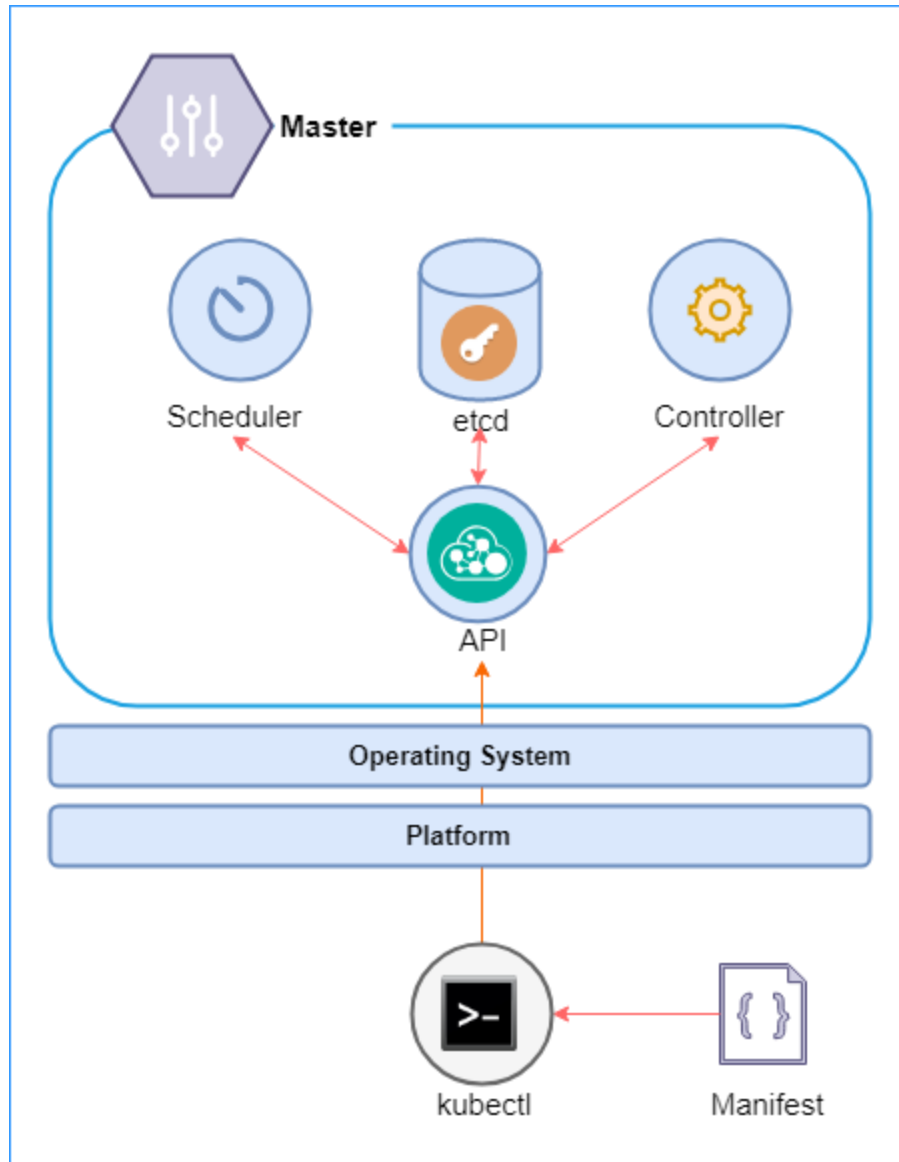 Master
Scheduler
etcd
Controller
API
Operating System
Platform
>-
{ }
kubectl
Manifest